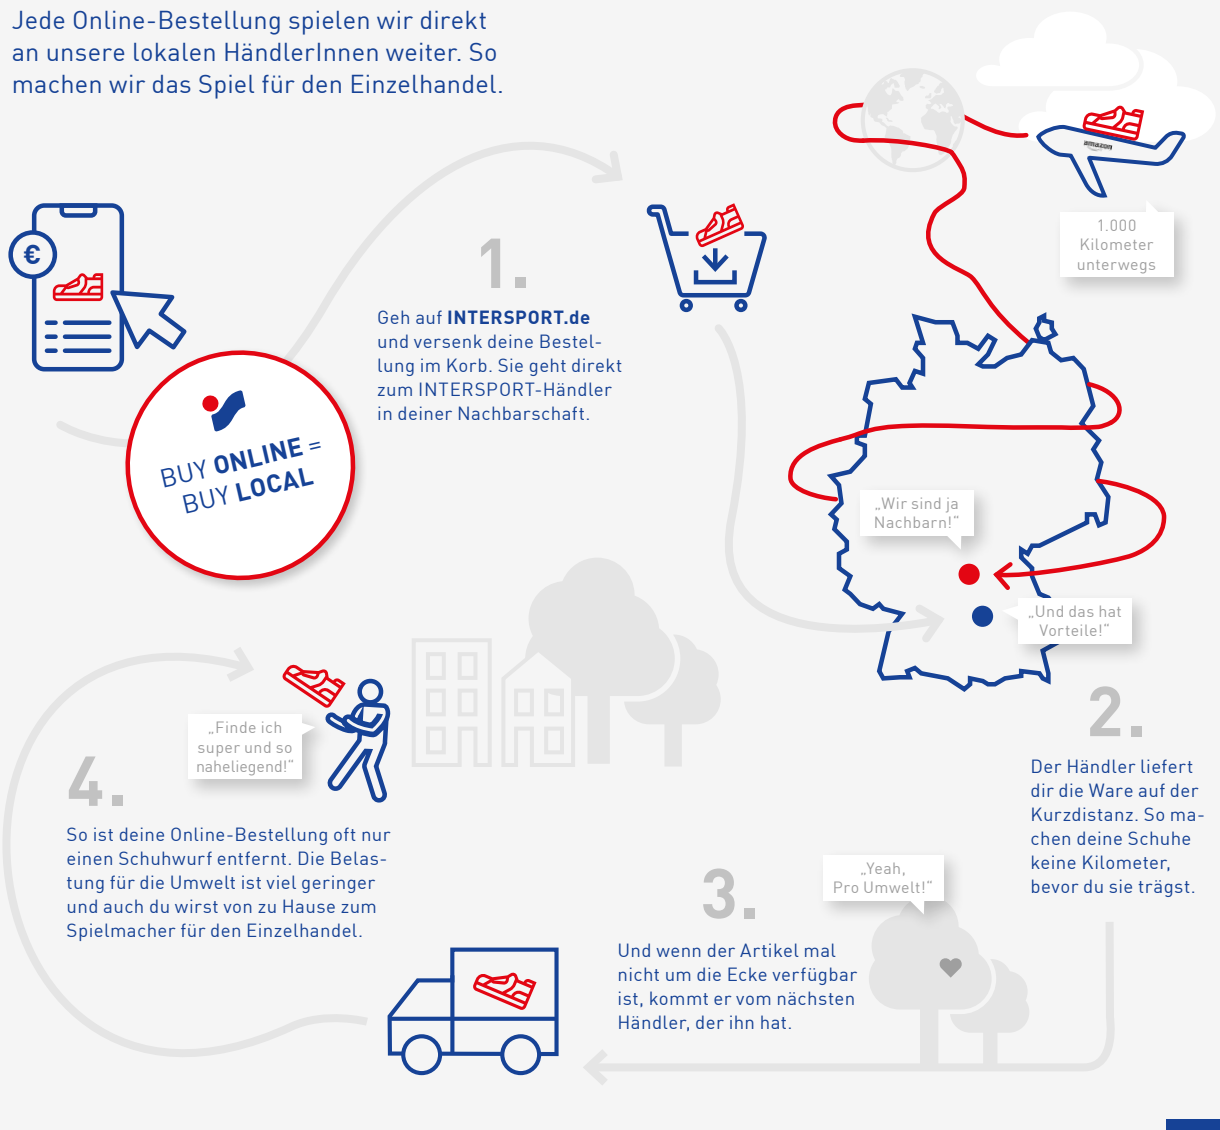 Jede Online-Bestellung spielen wir direkt
an unsere lokalen HändlerInnen weiter. So
machen wir das Spiel für den Einzelhandel.
€
BUY ONLINE =
BUY LOCAL
1.
Geh auf INTERSPORT.de
und versenk deine Bestel-
lung im Korb. Sie geht direkt
zum INTERSPORT-Händler
in deiner Nachbarschaft.
1.000
Kilometer
unterwegs
„Wir sind ja
Nachbarn!“
„Und das hat
Vorteile!“
2.
Der Händler liefert
dir die Ware auf der
Kurzdistanz. So ma-
chen deine Schuhe
keine Kilometer,
bevor du sie trägst.
„Yeah,
Pro Umwelt!“
3.
Und wenn der Artikel mal
nicht um die Ecke verfügbar
ist, kommt er vom nächsten
Händler, der ihn hat.
„Finde ich
super und so
naheliegend!“
4.
So ist deine Online-Bestellung oft nur
einen Schuhwurf entfernt. Die Belas-
tung für die Umwelt ist viel geringer
und auch du wirst von zu Hause zum
Spielmacher für den Einzelhandel.